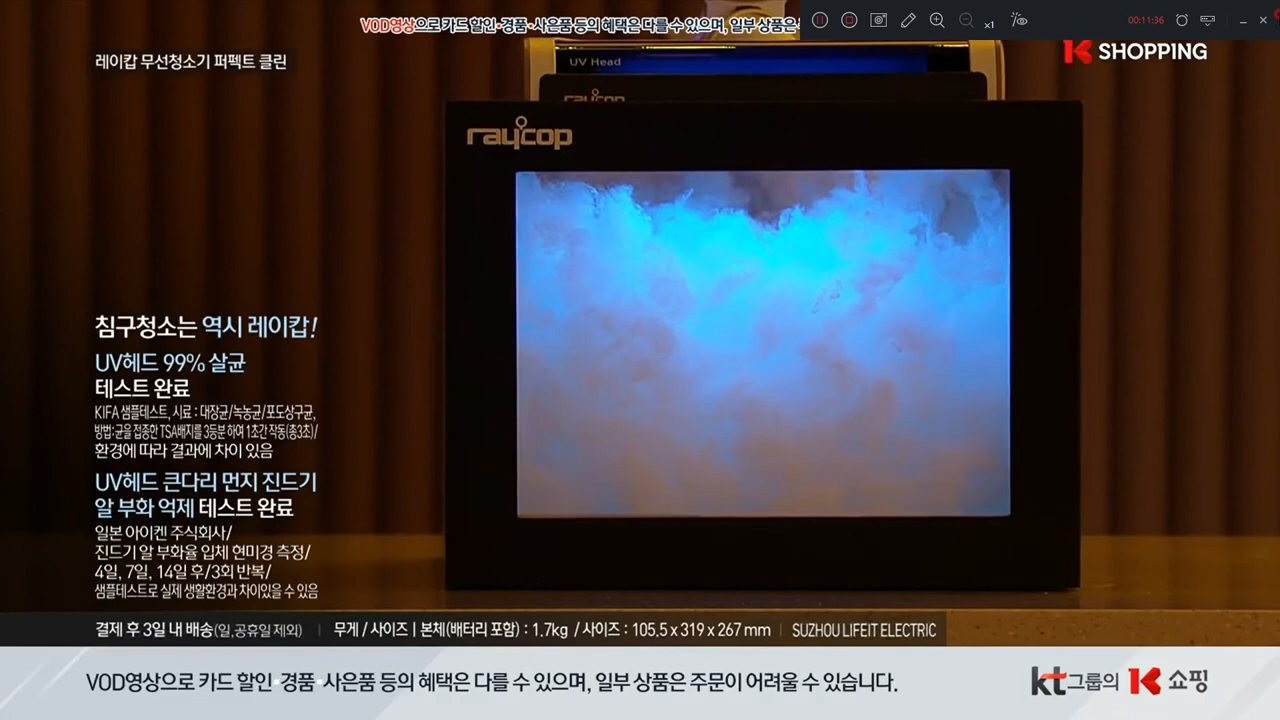 VOD영상으로 카드 할인·경품·사은품 등의 혜택은 다를 수 있으며, 일부 상품은
x1
00:11:36
레이캅 무선청소기 퍼펙트 클린
K SHOPPING
UV Head
raycop
raycop
침구청소는 역시 레이캅!
UV헤드 99% 살균
테스트 완료
KIFA 샘플테스트, 시료 : 대장균/녹농균/포도상구균,
방법:균을 접종한 TSA배지를 3등분 하여 1초간 작동(총3초)/
환경에 따라 결과에 차이 있음
UV헤드 큰다리 먼지 진드기
알 부화 억제 테스트 완료
일본 아이켄 주식회사/
진드기 알 부화율 입체 현미경 측정/
4일, 7일, 14일 후/3회 반복/
샘플테스트로 실제 생활환경과 차이있을 수 있음
결제 후 3일 내 배송(일,공휴일 제외) | 무게 / 사이즈 | 본체(배터리 포함) : 1.7kg / 사이즈 : 105.5 x 319 x 267 mm | SUZHOU LIFEIT ELECTRIC
VOD영상으로 카드 할인·경품·사은품 등의 혜택은 다를 수 있으며, 일부 상품은 주문이 어려울 수 있습니다.
kt그룹의 K 쇼핑